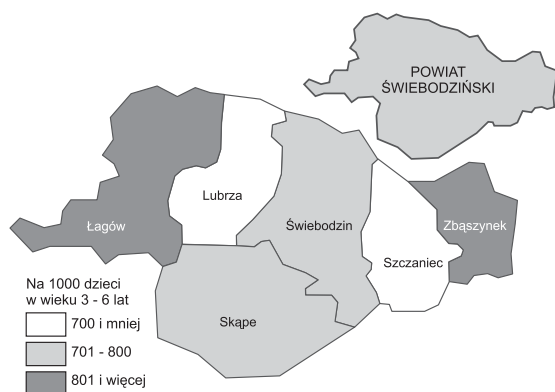 POWIAT
ŚWIEBODZIŃSKI
Lubrza
Łagów
Świebodzin
Zbąszynek
Szczaniec
Skąpe
Na 1000 dzieci
w wieku 3 - 6 lat
700 i mniej
701 - 800
801 i więcej